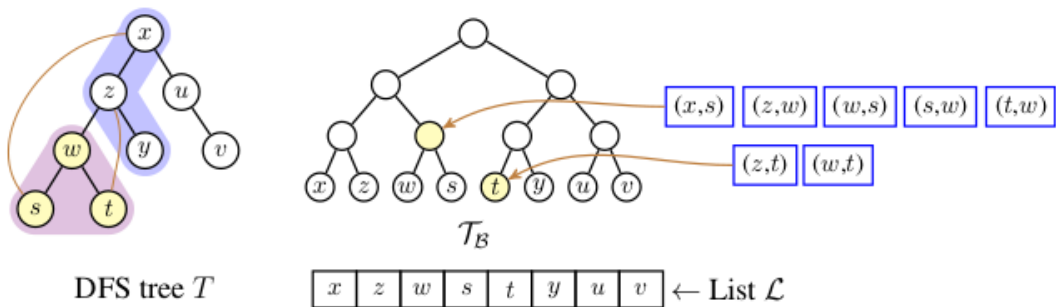 x
z u
w y v
s t
DFS tree T
x z w s t y u v
𝒯_ℬ
(x,s) (z,w) (w,s) (s,w) (t,w)
(z,t) (w,t)
x z w s t y u v ← List ℒ